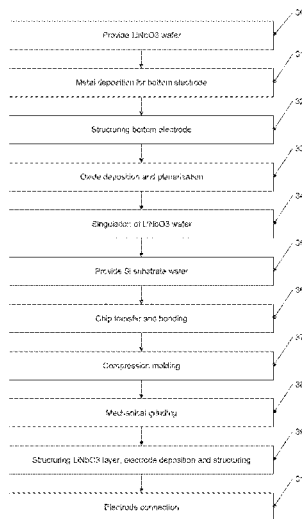 Provide LiNbO3 wafer
Metal deposition for bottom electrode
Structuring bottom electrode
Oxide deposition and planarisation
Singulation of LiNbO3 wafer
Provide Si substrate wafer
Chip transfer and bonding
Compression molding
Mechanical grinding
Structuring LiNbO3 layer, electrode deposition and structuring
Electrode connection